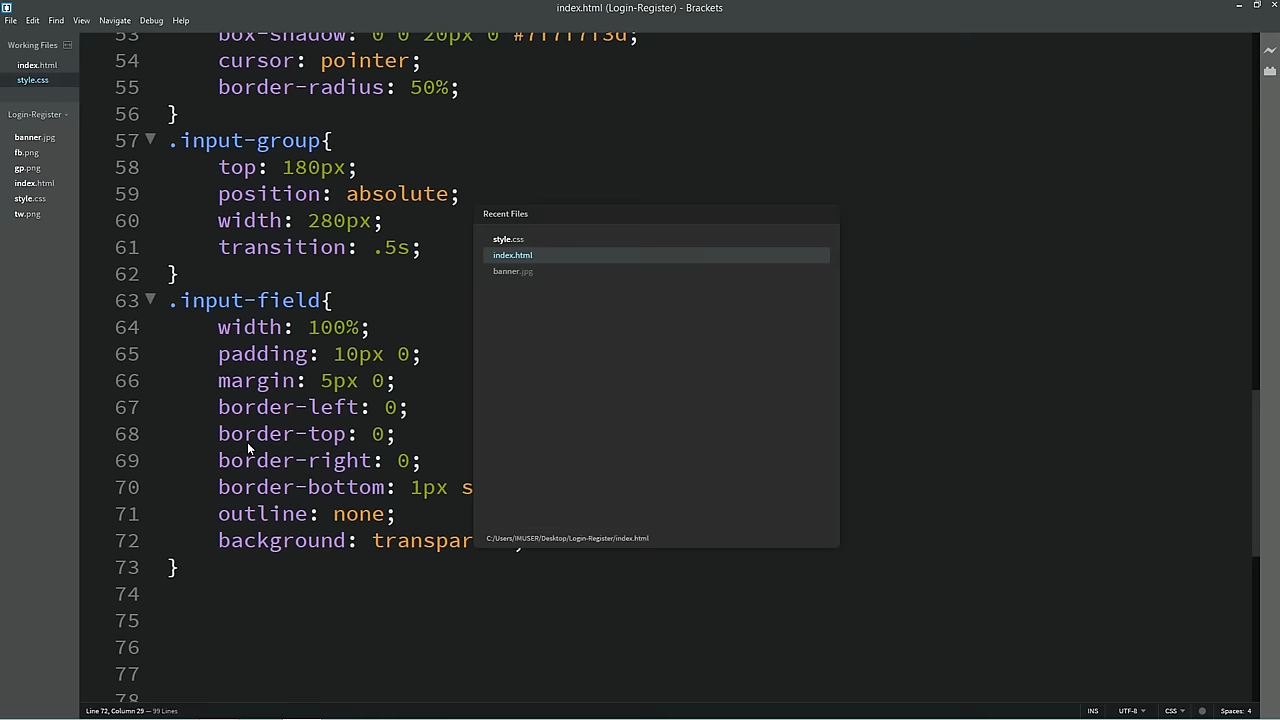 index.html (Login-Register) - Brackets
File Edit Find View Navigate Debug Help
Working Files
index.html
style.css
Login-Register
banner.jpg
fb.png
gp.png
index.html
style.css
tw.png
53 box-shadow: 0 0 20px 0 #7f7f7f3d;
54 cursor: pointer;
55 border-radius: 50%;
56 }
57 .input-group{
58 top: 180px;
59 position: absolute;
60 width: 280px;
61 transition: .5s;
62 }
63 .input-field{
64 width: 100%;
65 padding: 10px 0;
66 margin: 5px 0;
67 border-left: 0;
68 border-top: 0;
69 border-right: 0;
70 border-bottom: 1px s
71 outline: none;
72 background: transpar
73 }
74
75
76
77
78
Recent Files
style.css
index.html
banner.jpg
C:/Users/IMUSER/Desktop/Login-Register/index.html
Line 72, Column 29 — 99 Lines
INS UTF-8 CSS Spaces: 4